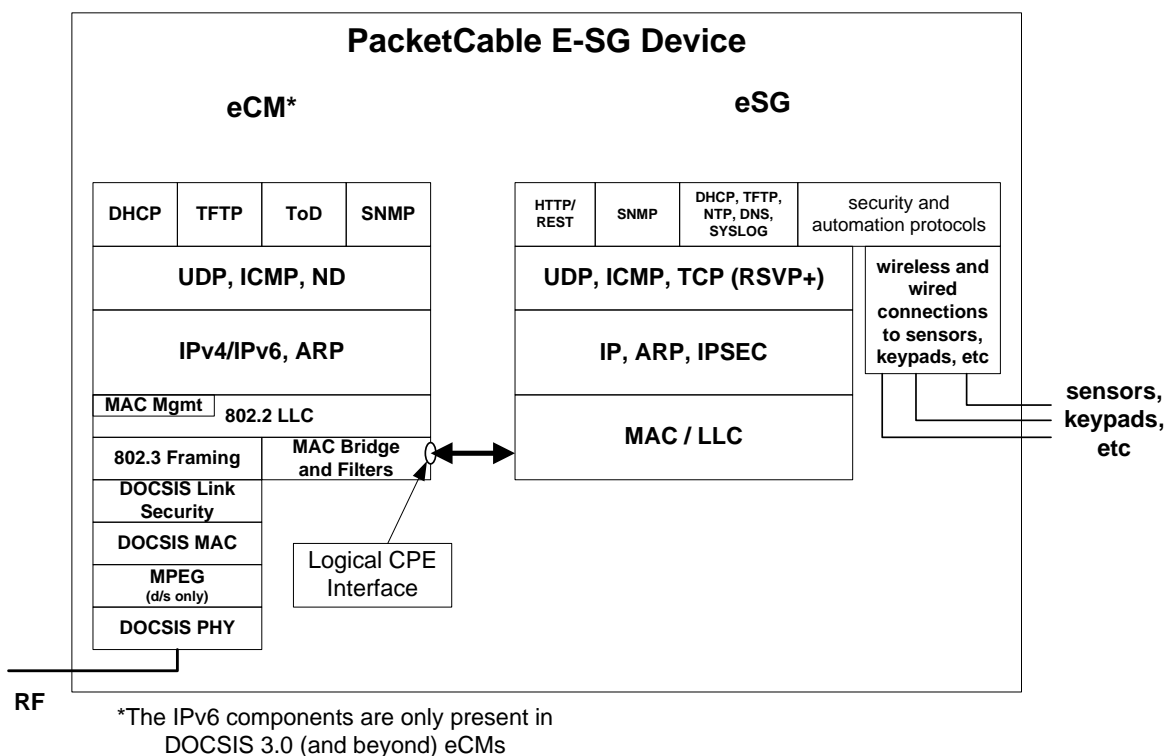 PacketCable E-SG Device
eCM*
eSG
DHCP
TFTP
ToD
SNMP
UDP, ICMP, ND
IPv4/IPv6, ARP
MAC Mgmt
802.2 LLC
802.3 Framing
MAC Bridge
and Filters
DOCSIS Link
Security
DOCSIS MAC
MPEG
(d/s only)
DOCSIS PHY
RF
Logical CPE
Interface
HTTP/
REST
SNMP
DHCP, TFTP,
NTP, DNS,
SYSLOG
security and
automation protocols
UDP, ICMP, TCP (RSVP+)
IP, ARP, IPSEC
MAC / LLC
wireless and
wired
connections
to sensors,
keypads, etc
sensors,
keypads,
etc
*The IPv6 components are only present in
DOCSIS 3.0 (and beyond) eCMs